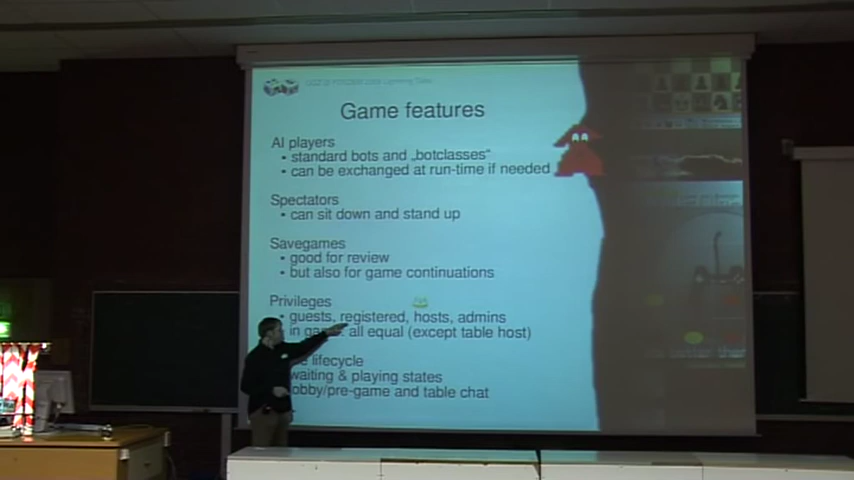 Game features
AI players
• standard bots and „botclasses“
• can be exchanged at run-time if needed
Spectators
• can sit down and stand up
Savegames
• good for review
• but also for game continuations
Privileges
• guests, registered, hosts, admins
in all equal (except table host)
lifecycle
waiting & playing states
obby/pre-game and table chat